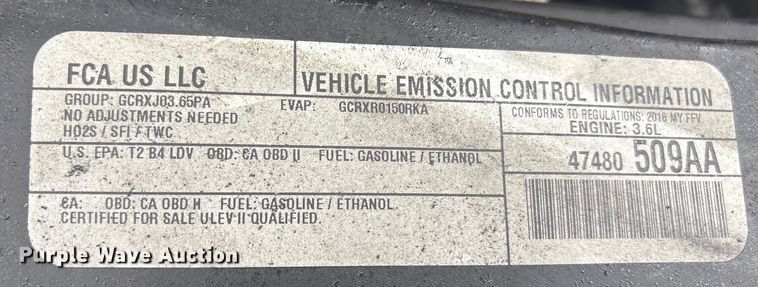 FCA US LLC
VEHICLE EMISSION CONTROL INFORMATION
GROUP: GCRXJ03.65PA EVAP: GCRXR0150RKA
NO ADJUSTMENTS NEEDED
HO2S / SFI / TWC
CONFORMS TO REGULATIONS: 2016 MY FFV
ENGINE: 3.6L
U.S. EPA: T2 B4 LDV OBD: CA OBD II FUEL: GASOLINE / ETHANOL
47480 509AA
CA: OBD: CA OBD II FUEL: GASOLINE / ETHANOL
CERTIFIED FOR SALE ULEV II QUALIFIED.
Purple Wave Auction